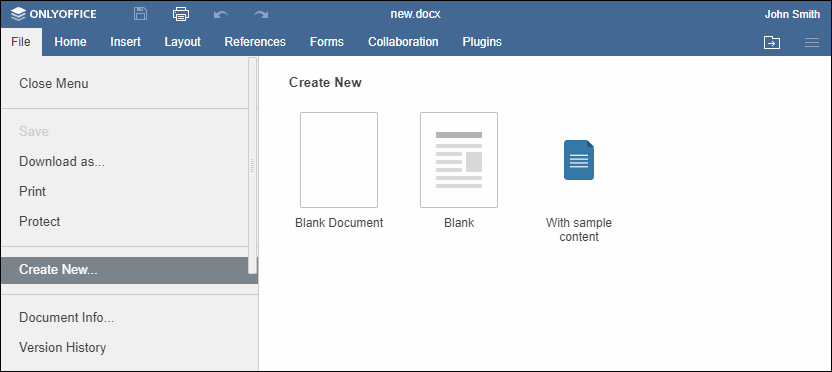 ONLYOFFICE
new.docx
John Smith
File Home Insert Layout References Forms Collaboration Plugins
Close Menu
Save
Download as...
Print
Protect
Create New...
Document Info...
Version History
Create New
Blank Document
Blank
With sample
content